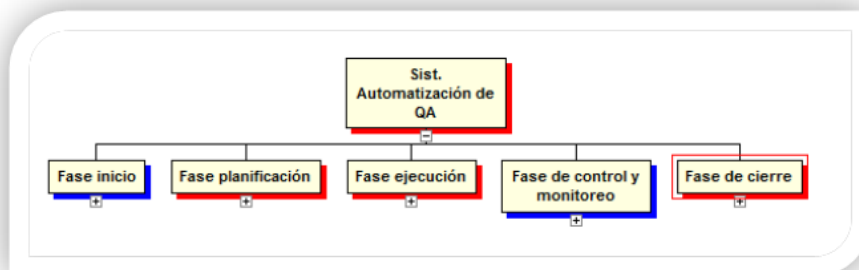 Sist.
Automatización de
QA
Fase inicio
Fase planificación
Fase ejecución
Fase de control y
monitoreo
Fase de cierre